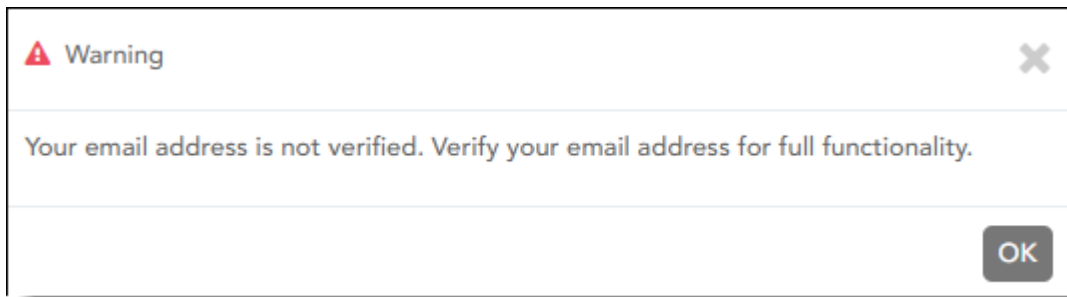 Warning
Your email address is not verified. Verify your email address for full functionality.
OK